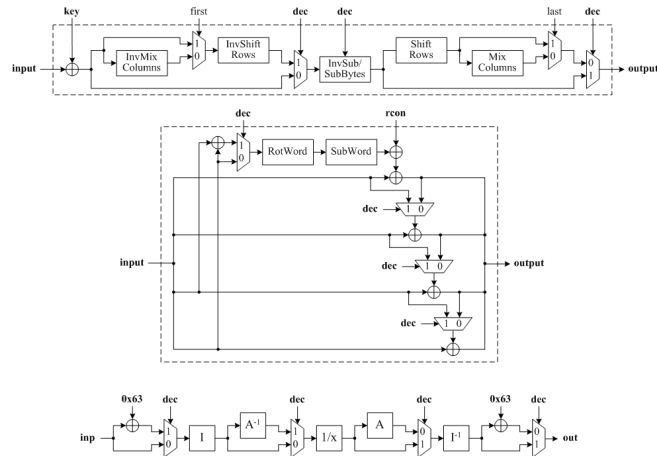 key first dec dec last dec
input InvMix Columns 1 0 InvShift Rows 1 0 InvSub/ SubBytes Shift Rows Mix Columns 1 0 0 1 output
dec rcon
1 0 RotWord SubWord
dec 1 0
input dec 1 0 output
dec 1 0
0x63 dec dec dec 0x63 dec
inp 1 0 I A⁻¹ 1 0 1/x A 0 1 I⁻¹ 0 1 out